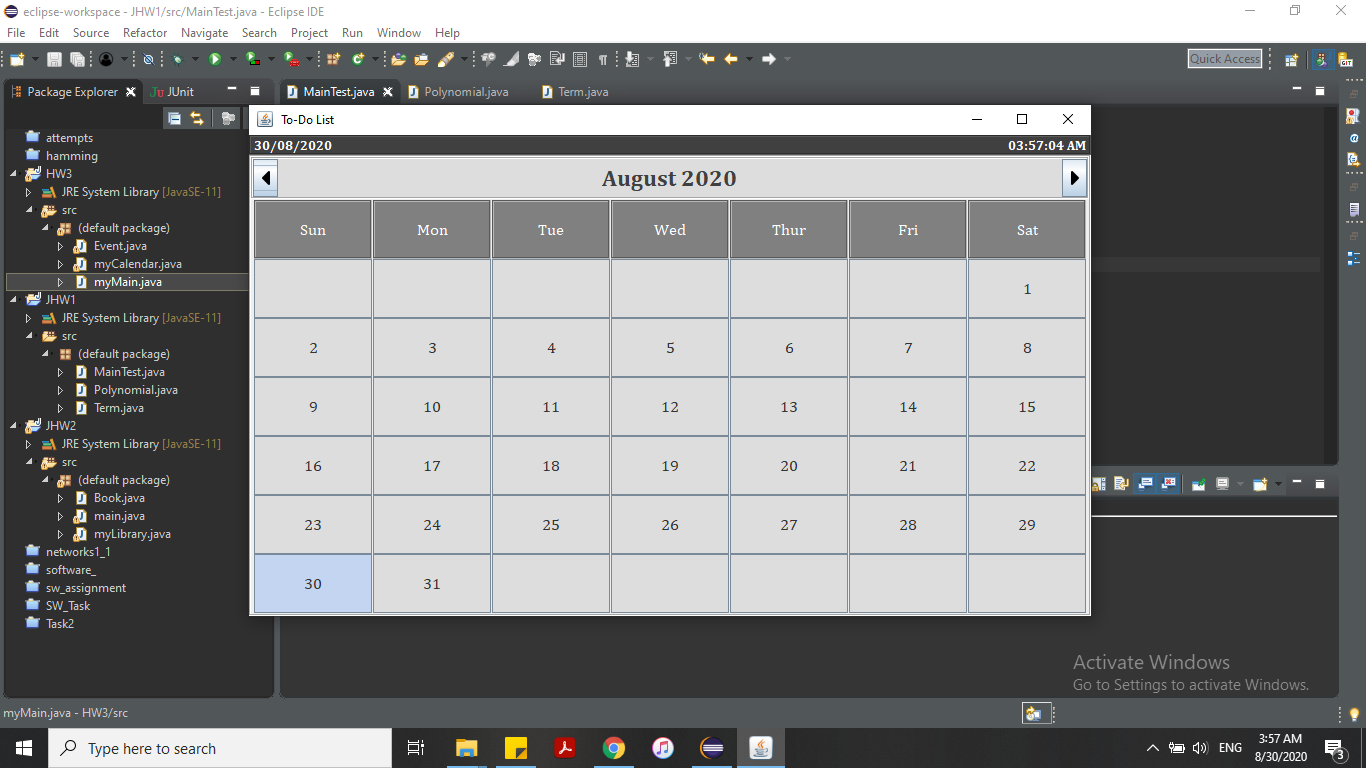 eclipse-workspace - JHW1/src/MainTest.java - Eclipse IDE
File Edit Source Refactor Navigate Search Project Run Window Help
Quick Access
Package Explorer JUnit
MainTest.java Polynomial.java Term.java
attempts
hamming
HW3
JRE System Library [JavaSE-11]
src
(default package)
Event.java
myCalendar.java
myMain.java
JHW1
JRE System Library [JavaSE-11]
src
(default package)
MainTest.java
Polynomial.java
Term.java
JHW2
JRE System Library [JavaSE-11]
src
(default package)
Book.java
main.java
myLibrary.java
networks1_1
software_
sw_assignment
SW_Task
Task2
To-Do List
30/08/2020 03:57:04 AM
August 2020
Sun Mon Tue Wed Thur Fri Sat
1
2 3 4 5 6 7 8
9 10 11 12 13 14 15
16 17 18 19 20 21 22
23 24 25 26 27 28 29
30 31
Activate Windows
Go to Settings to activate Windows.
myMain.java - HW3/src
Type here to search
ENG
3:57 AM
8/30/2020
3